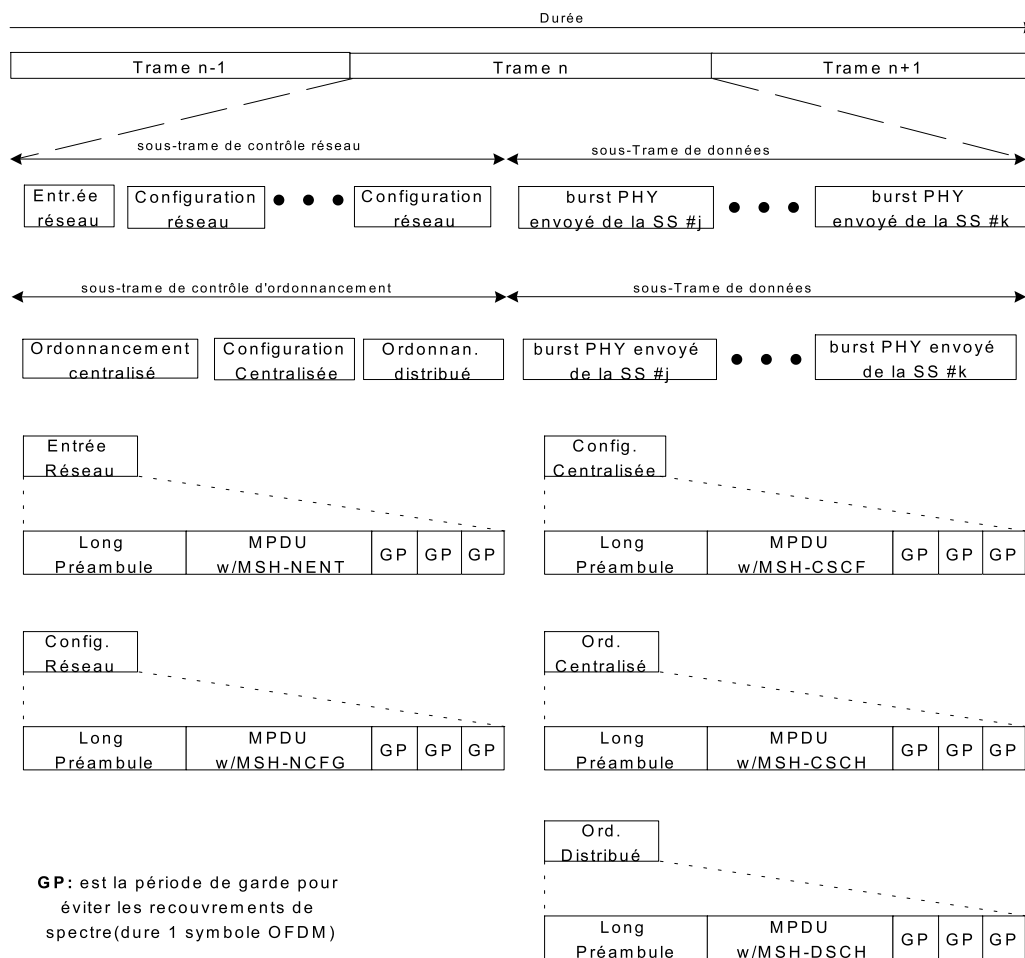 Durée
Trame n-1 Trame n Trame n+1
sous-trame de contrôle réseau sous-Trame de données
Entr.ée Configuration Configuration burst PHY burst PHY
réseau réseau réseau envoyé de la SS #j envoyé de la SS #k
sous-trame de contrôle d'ordonnancement sous-Trame de données
Ordonnancement Configuration Ordonnan. burst PHY envoyé burst PHY envoyé
centralisé Centralisée distribué de la SS #j de la SS #k
Entrée Config.
Réseau Centralisée
Long MPDU GP GP GP Long MPDU GP GP GP
Préambule w/MSH-NENT Préambule w/MSH-CSCF
Config. Ord.
Réseau Centralisé
Long MPDU GP GP GP Long MPDU GP GP GP
Préambule w/MSH-NCFG Préambule w/MSH-CSCH
Ord.
Distribué
GP: est la période de garde pour
éviter les recouvrements de
spectre(dure 1 symbole OFDM)
Long MPDU GP GP GP
Préambule w/MSH-DSCH